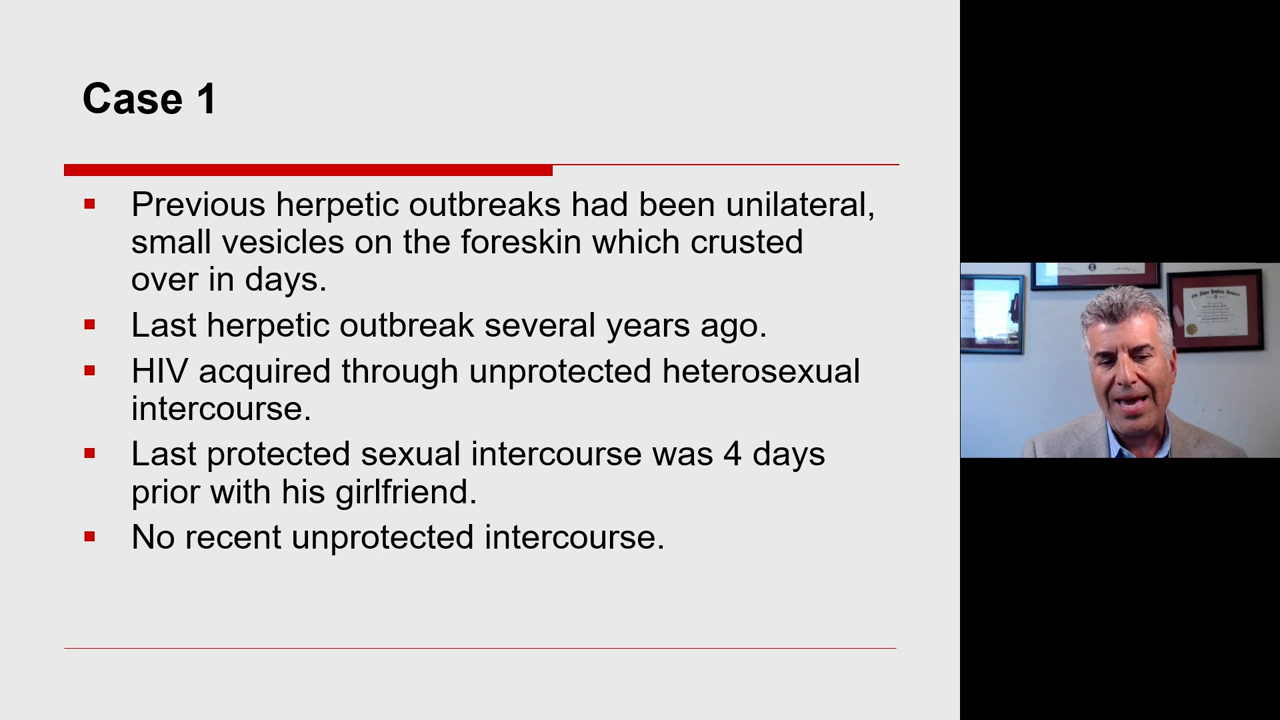 Case 1
Previous herpetic outbreaks had been unilateral,
small vesicles on the foreskin which crusted
over in days.
Last herpetic outbreak several years ago.
HIV acquired through unprotected heterosexual
intercourse.
Last protected sexual intercourse was 4 days
prior with his girlfriend.
No recent unprotected intercourse.